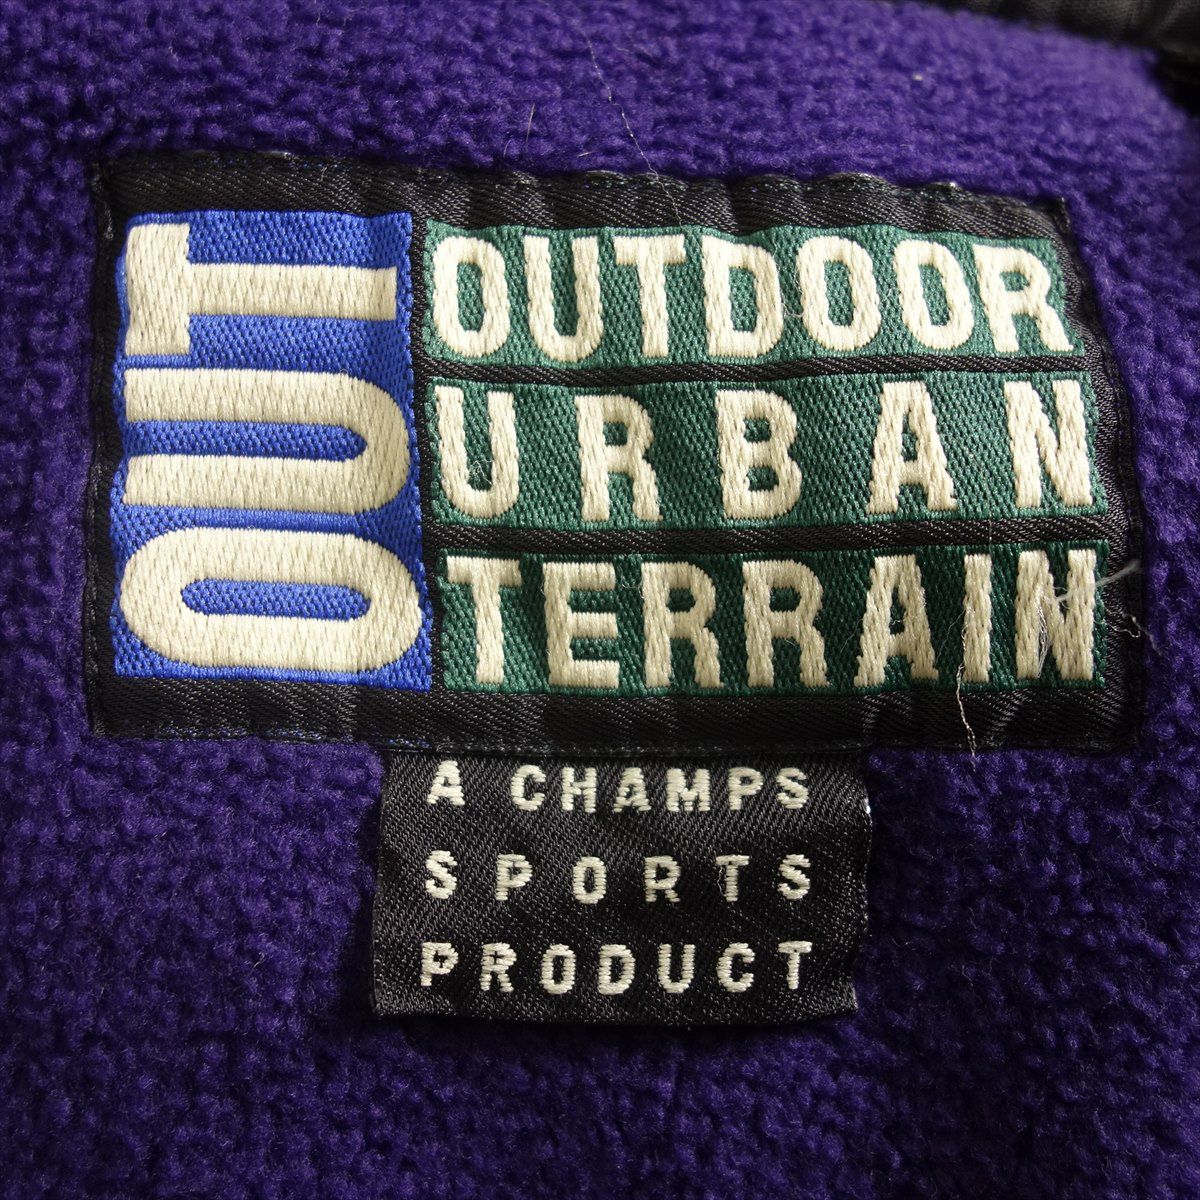 OUT
OUTDOOR
URBAN
TERRAIN
A CHAMPS
SPORTS
PRODUCT